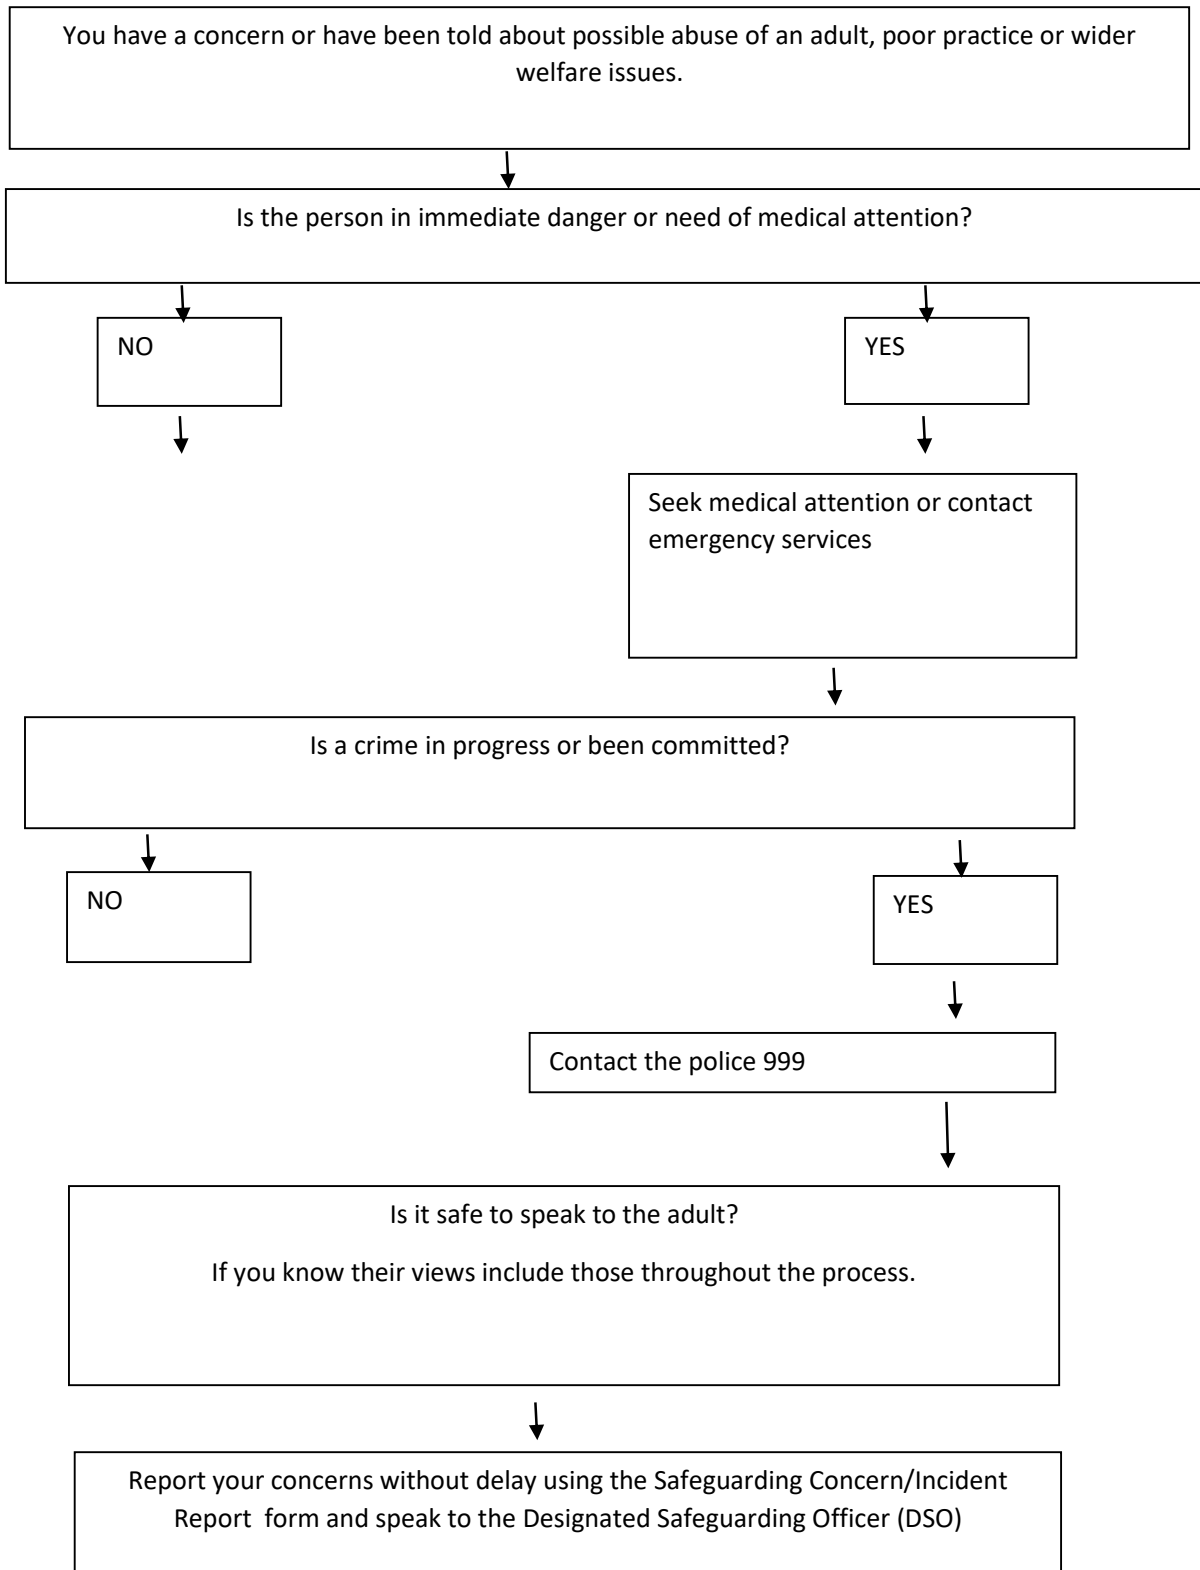 You have a concern or have been told about possible abuse of an adult, poor practice or wider
welfare issues.
Is the person in immediate danger or need of medical attention?
NO
YES
Seek medical attention or contact
emergency services
Is a crime in progress or been committed?
NO
YES
Contact the police 999
Is it safe to speak to the adult?
If you know their views include those throughout the process.
Report your concerns without delay using the Safeguarding Concern/Incident
Report  form and speak to the Designated Safeguarding Officer (DSO)